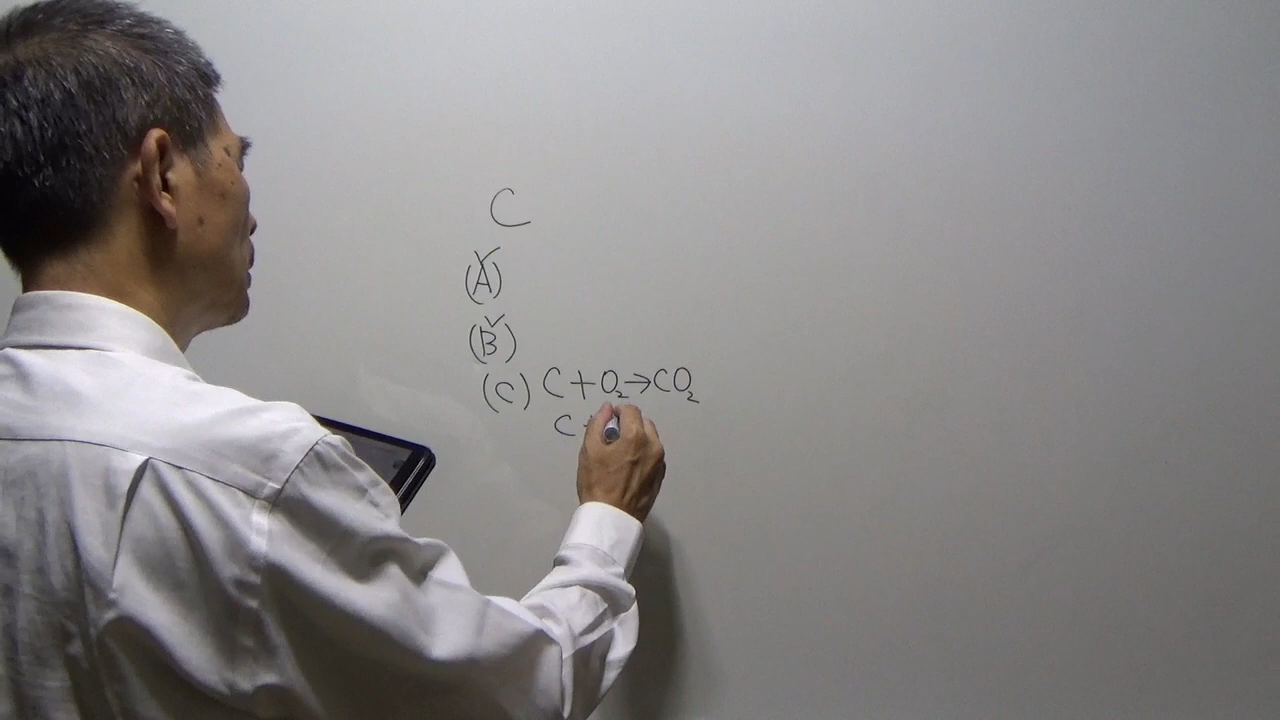 C
(A)✓
(B)✓
(C) C + O₂ → CO₂
C +